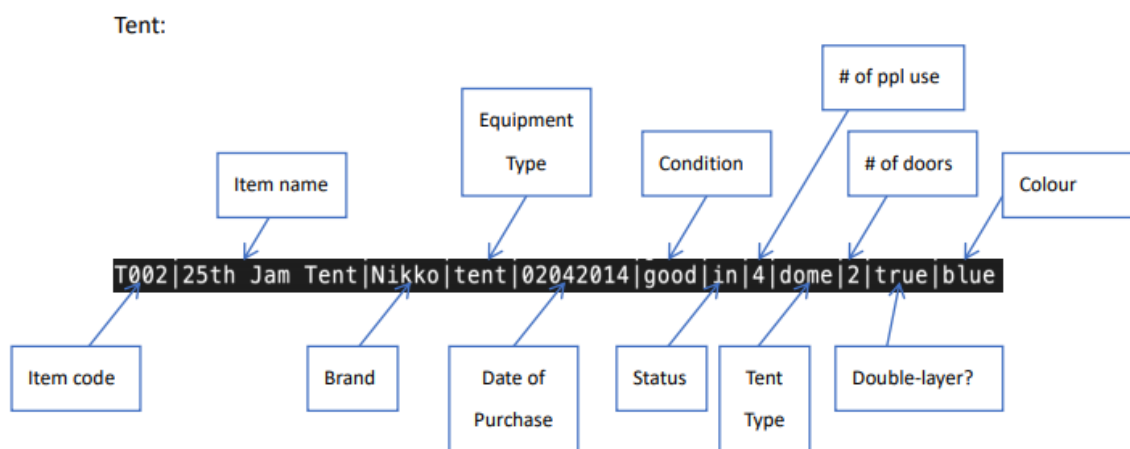 Tent:
# of ppl use
Equipment
Type
Condition
# of doors
Item name
Colour
T002|25th Jam Tent|Nikko|tent|02042014|good|in|4|dome|2|true|blue
Item code
Brand
Date of
Purchase
Status
Tent
Type
Double-layer?